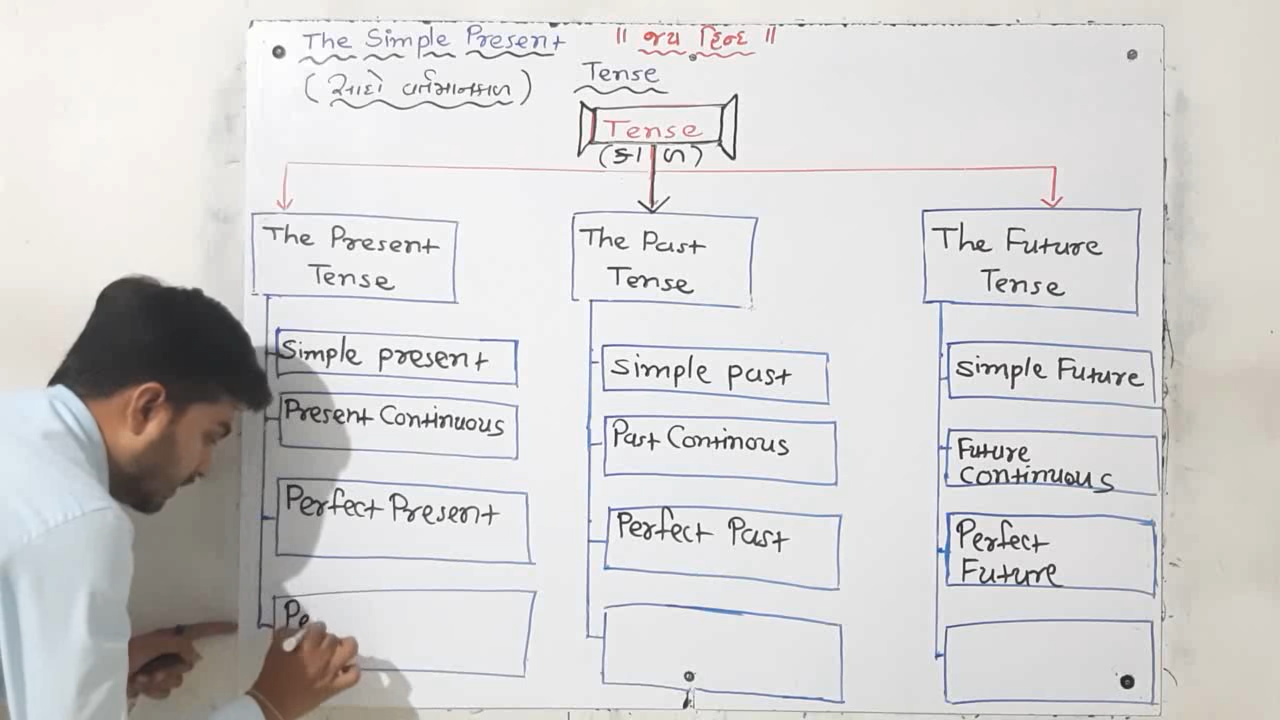 The Simple Present
|| જય હિન્દ ||
(સાદો વર્તમાનકાળ)
Tense
Tense
(કાળ)
The Present
Tense
The Past
Tense
The Future
Tense
Simple present
Present Continuous
Perfect Present
Pe
Simple past
Past Continous
Perfect Past
Simple Future
Future
Continuous
Perfect
Future